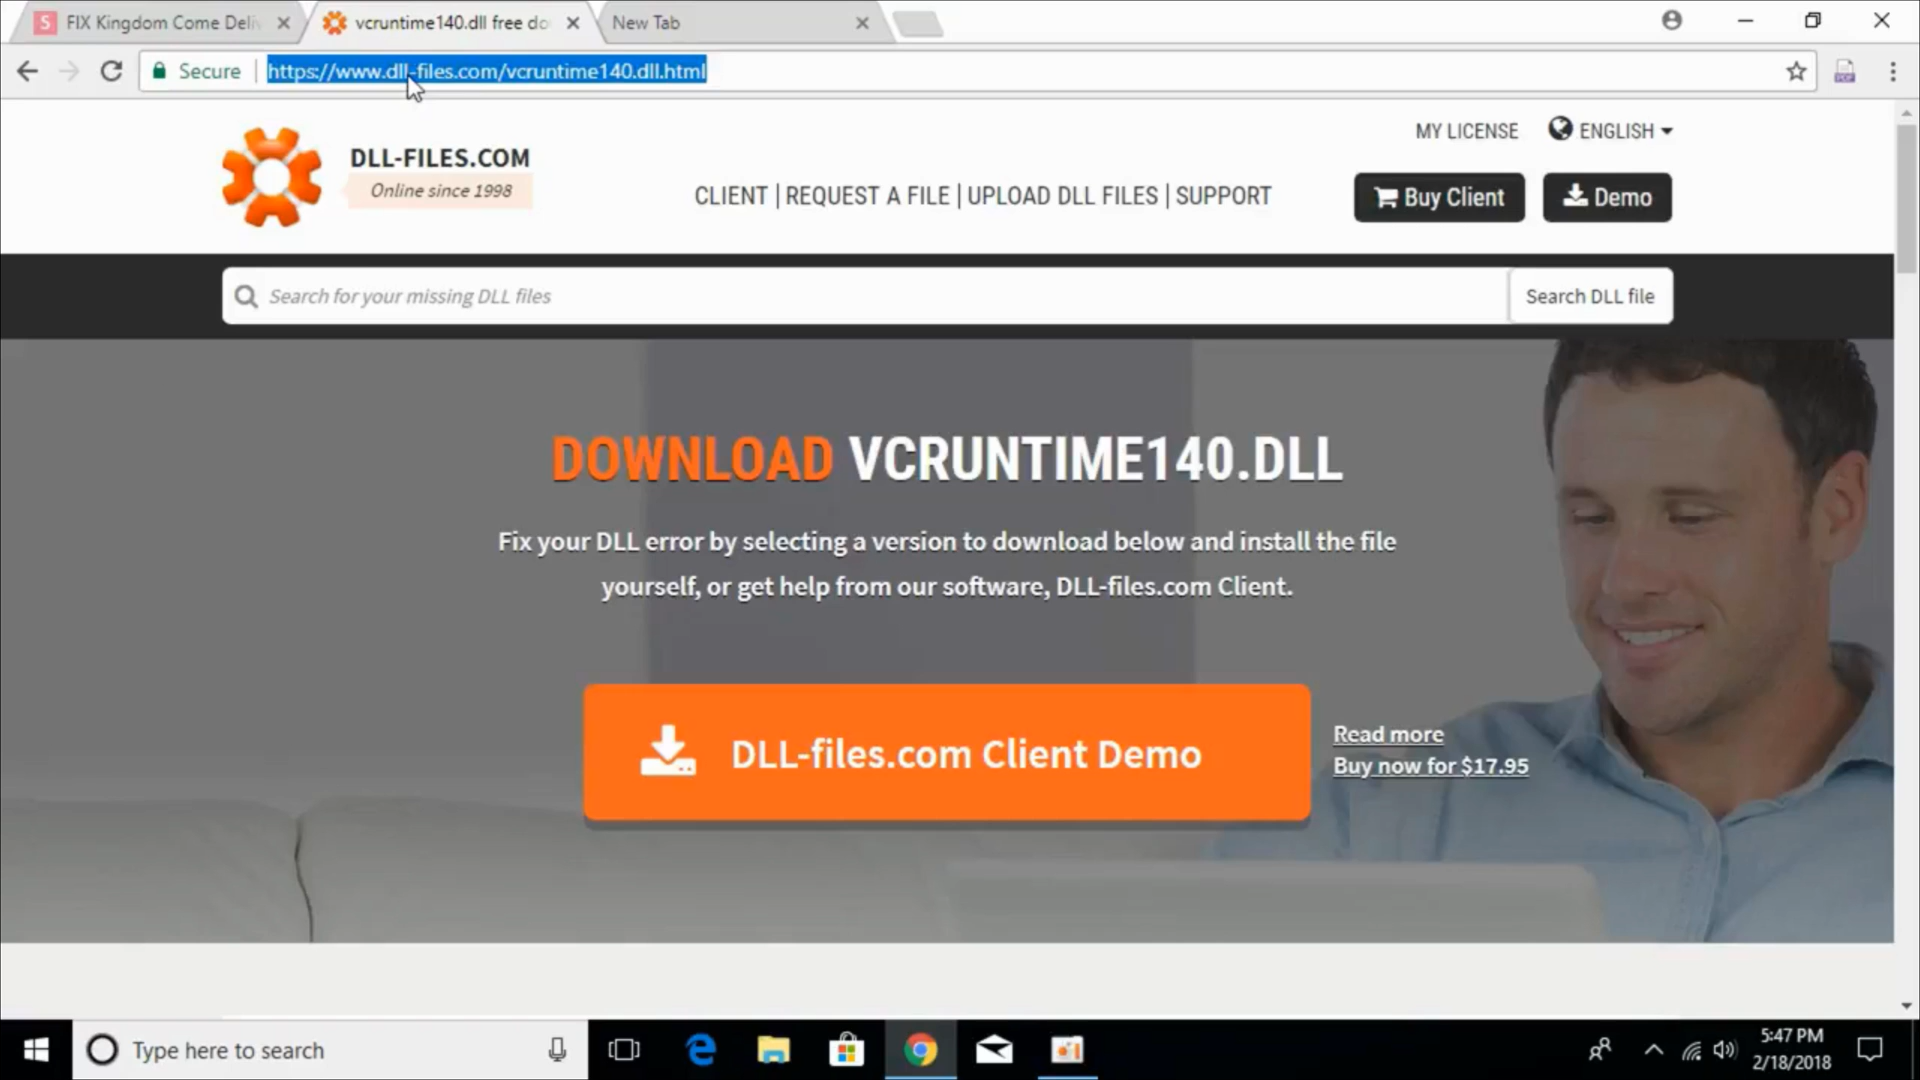 FIX Kingdom Come Deli
vcruntime140.dll free do
New Tab
Secure
https://www.dll-files.com/vcruntime140.dll.html
MY LICENSE
ENGLISH
DLL-FILES.COM
Online since 1998
CLIENT | REQUEST A FILE | UPLOAD DLL FILES | SUPPORT
Buy Client
Demo
Search for your missing DLL files
Search DLL file
DOWNLOAD VCRUNTIME140.DLL
Fix your DLL error by selecting a version to download below and install the file
yourself, or get help from our software, DLL-files.com Client.
DLL-files.com Client Demo
Read more
Buy now for $17.95
Type here to search
5:47 PM
2/18/2018